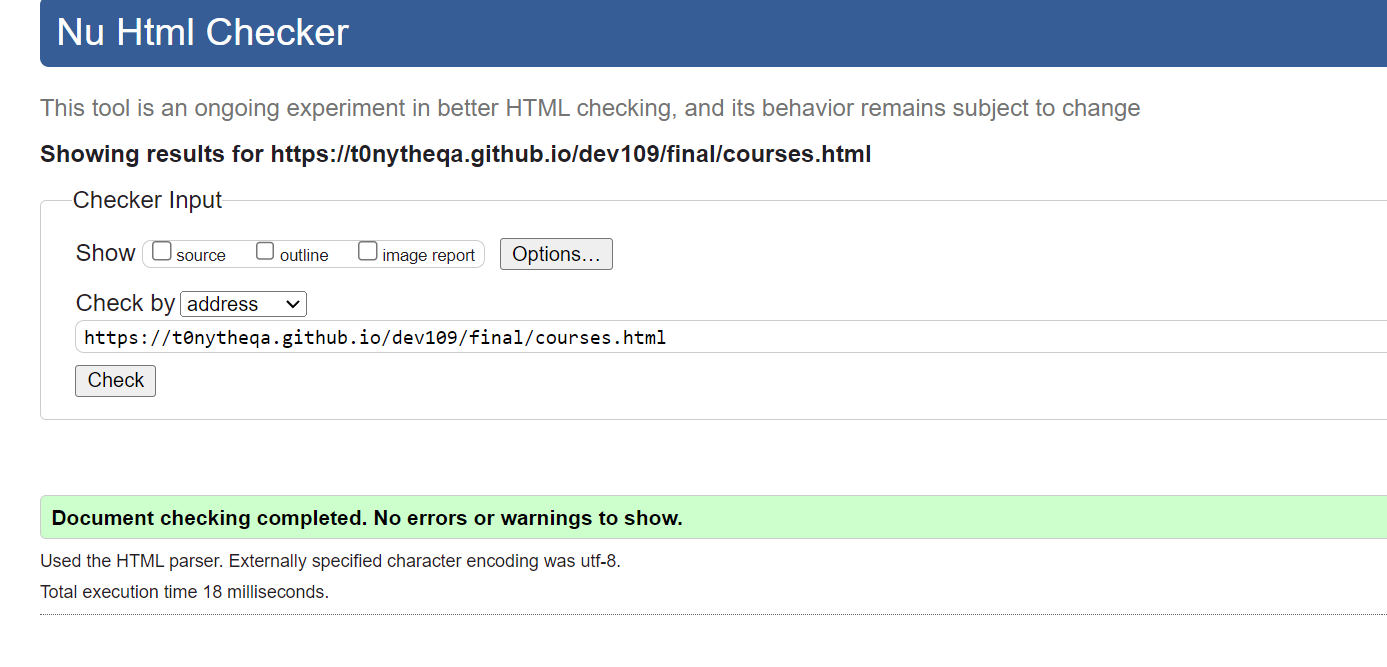 Nu Html Checker
This tool is an ongoing experiment in better HTML checking, and its behavior remains subject to change
Showing results for https://t0nytheqa.github.io/dev109/final/courses.html
Checker Input
Show source outline image report Options...
Check by address
https://t0nytheqa.github.io/dev109/final/courses.html
Check
Document checking completed. No errors or warnings to show.
Used the HTML parser. Externally specified character encoding was utf-8.
Total execution time 18 milliseconds.